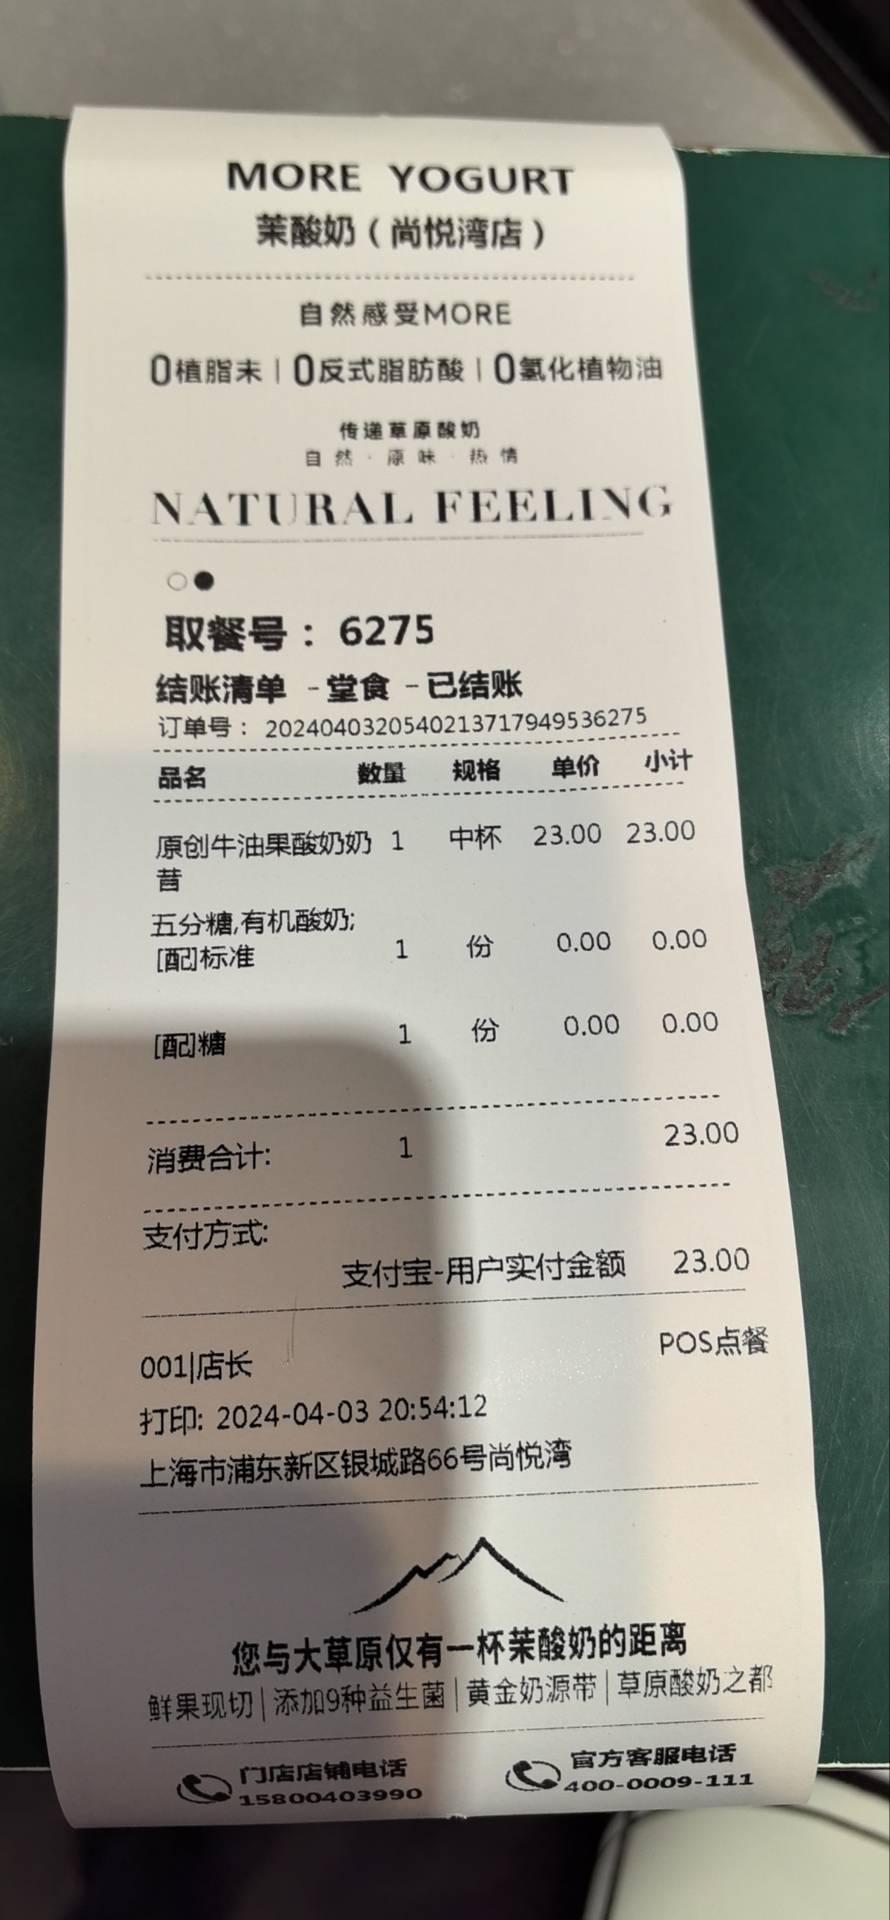 MORE YOGURT
茉酸奶（尚悦湾店）
自然感受MORE
0植脂末 | 0反式脂肪酸 | 0氢化植物油
传递草原酸奶
自然·原味·热情
NATURAL FEELING
取餐号： 6275
结账清单 -堂食 -已结账
订单号： 20240403205402137179495​36275
品名 数量 规格 单价 小计
原创牛油果酸奶奶 1 中杯 23.00 23.00
昔
五分糖,有机酸奶;
[配]标准 1 份 0.00 0.00
[配]糖 1 份 0.00 0.00
消费合计: 1 23.00
支付方式:
支付宝-用户实付金额 23.00
POS点餐
001|店长
打印: 2024-04-03 20:54:12
上海市浦东新区银城路66号尚悦湾
您与大草原仅有一杯茉酸奶的距离
鲜果现切 | 添加9种益生菌 | 黄金奶源带 | 草原酸奶之都
门店店铺电话 官方客服电话
15800403990 400-0009-111